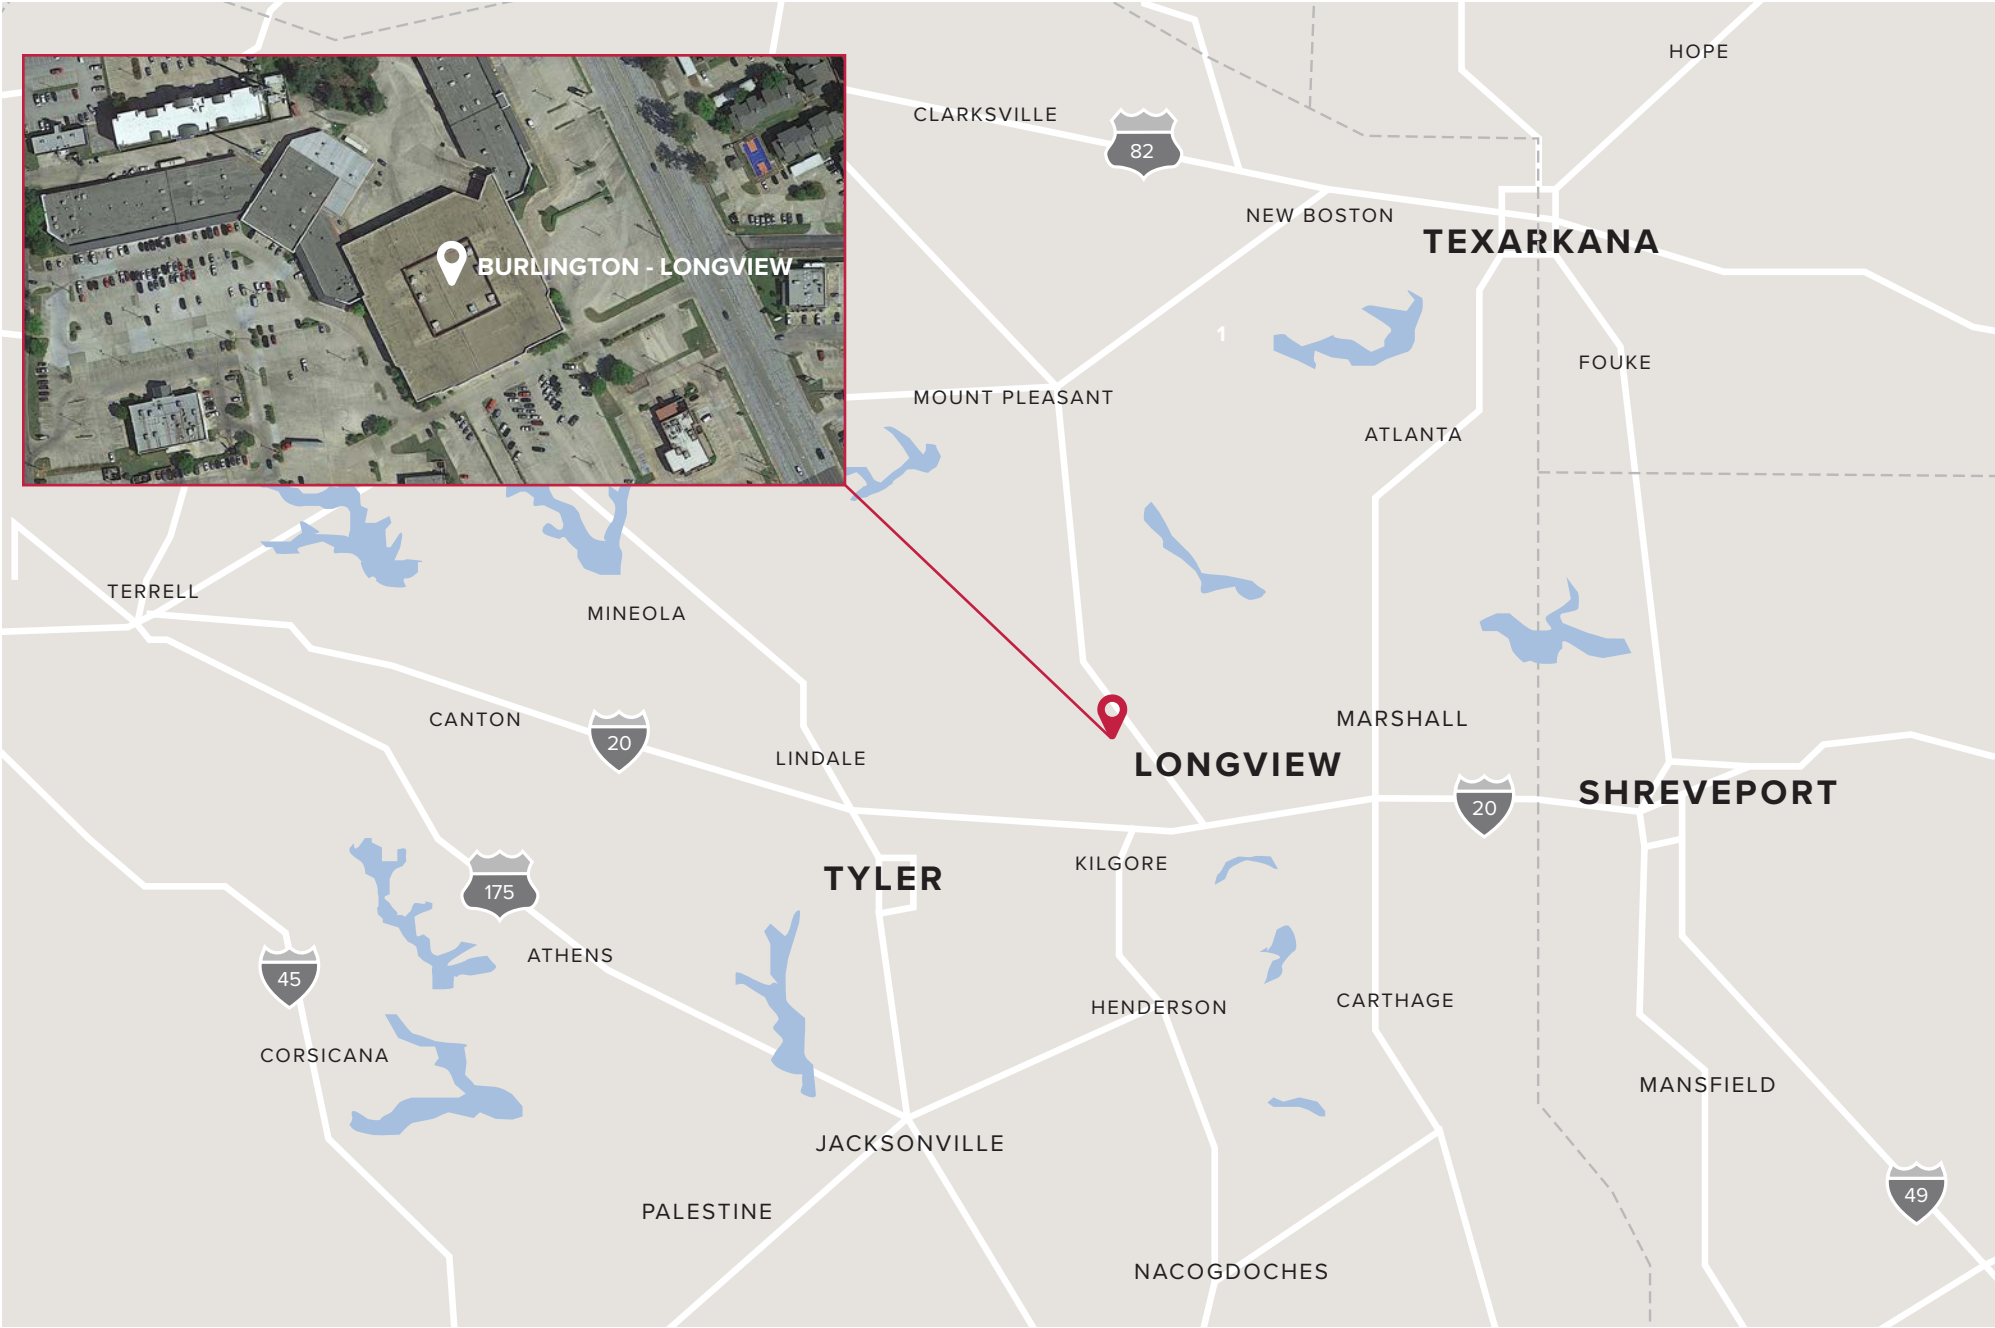 HOPE
CLARKSVILLE
82
NEW BOSTON
TEXARKANA
BURLINGTON - LONGVIEW
1
FOUKE
MOUNT PLEASANT
ATLANTA
TERRELL
MINEOLA
CANTON
20
MARSHALL
LINDALE
LONGVIEW
SHREVEPORT
20
KILGORE
TYLER
175
ATHENS
45
HENDERSON
CARTHAGE
CORSICANA
MANSFIELD
JACKSONVILLE
49
PALESTINE
NACOGDOCHES